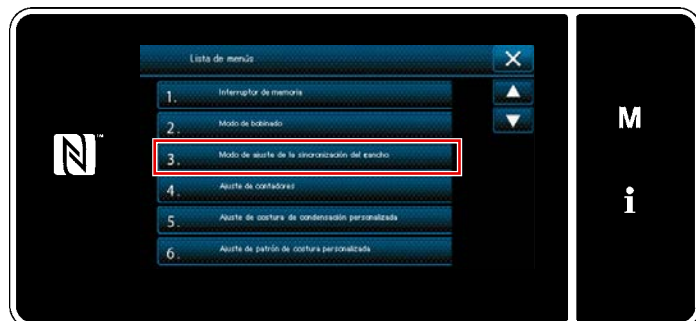 Lista de menús
1. Interruptor de memoria
2. Modo de bobinado
3. Modo de ajuste de la sincronización del gancho
4. Ajuste de contadores
5. Ajuste de costura de condensación personalizada
6. Ajuste de patrón de costura personalizada
M
i